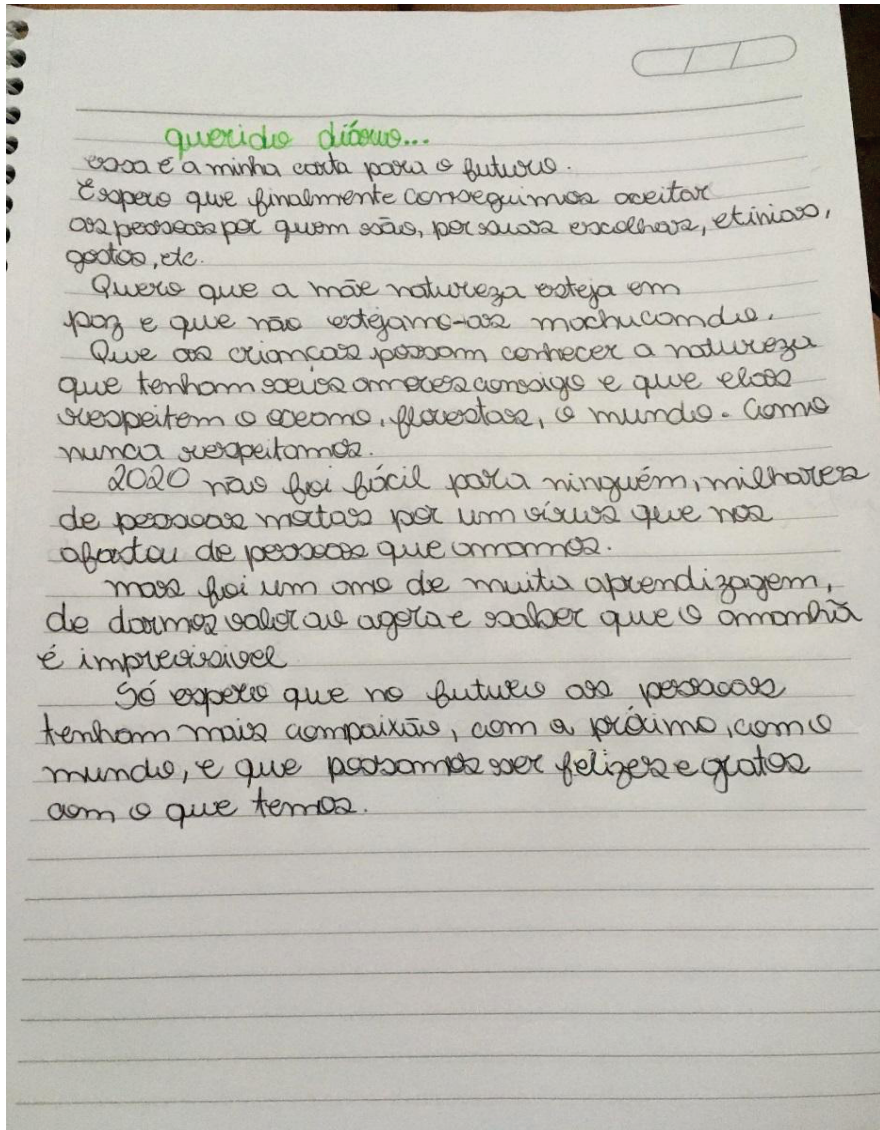 querido diário...
essa é a minha carta para o futuro.
Espero que finalmente conseguimos aceitar
as pessoas por quem são, por suas escolhas, etinias,
gostos, etc.
Quero que a mãe natureza esteja em
paz e que não estejamo-as machucando.
Que as crianças possam conhecer a natureza
que tenham seus amores consigo e que elas
respeitem o oceano, florestas, o mundo. Como
nunca respeitamos.
2020 não foi fácil para ninguém, milhares
de pessoas mortas por um vírus que nos
afastou de pessoas que amamos.
mas foi um ano de muita aprendizagem,
de darmos valor ao agora e saber que o amanhã
é imprevisivel
Só espero que no futuro as pessoas
tenham mais compaixão, com o próximo, com o
mundo, e que possamos ser felizes e gratos
com o que temos.